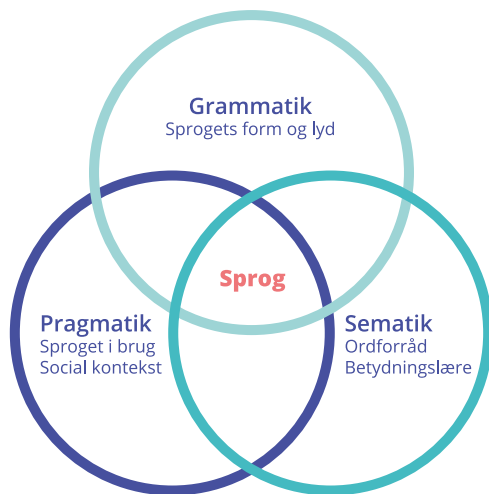 Grammatik
Sprogets form og lyd
Sprog
Pragmatik
Sproget i brug
Social kontekst
Sematik
Ordforråd
Betydningslære